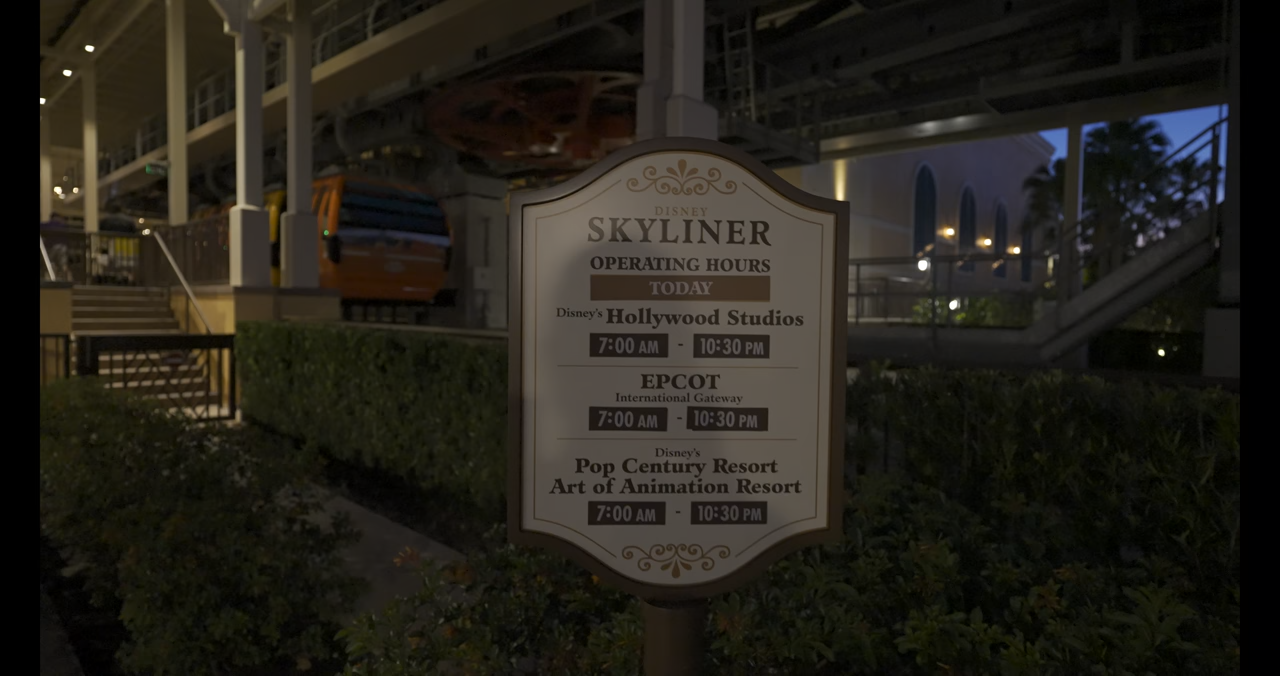 DISNEY
SKYLINER
OPERATING HOURS
TODAY
Disney's Hollywood Studios
7:00 AM - 10:30 PM
EPCOT
International Gateway
7:00 AM - 10:30 PM
Disney's
Pop Century Resort
Art of Animation Resort
7:00 AM - 10:30 PM